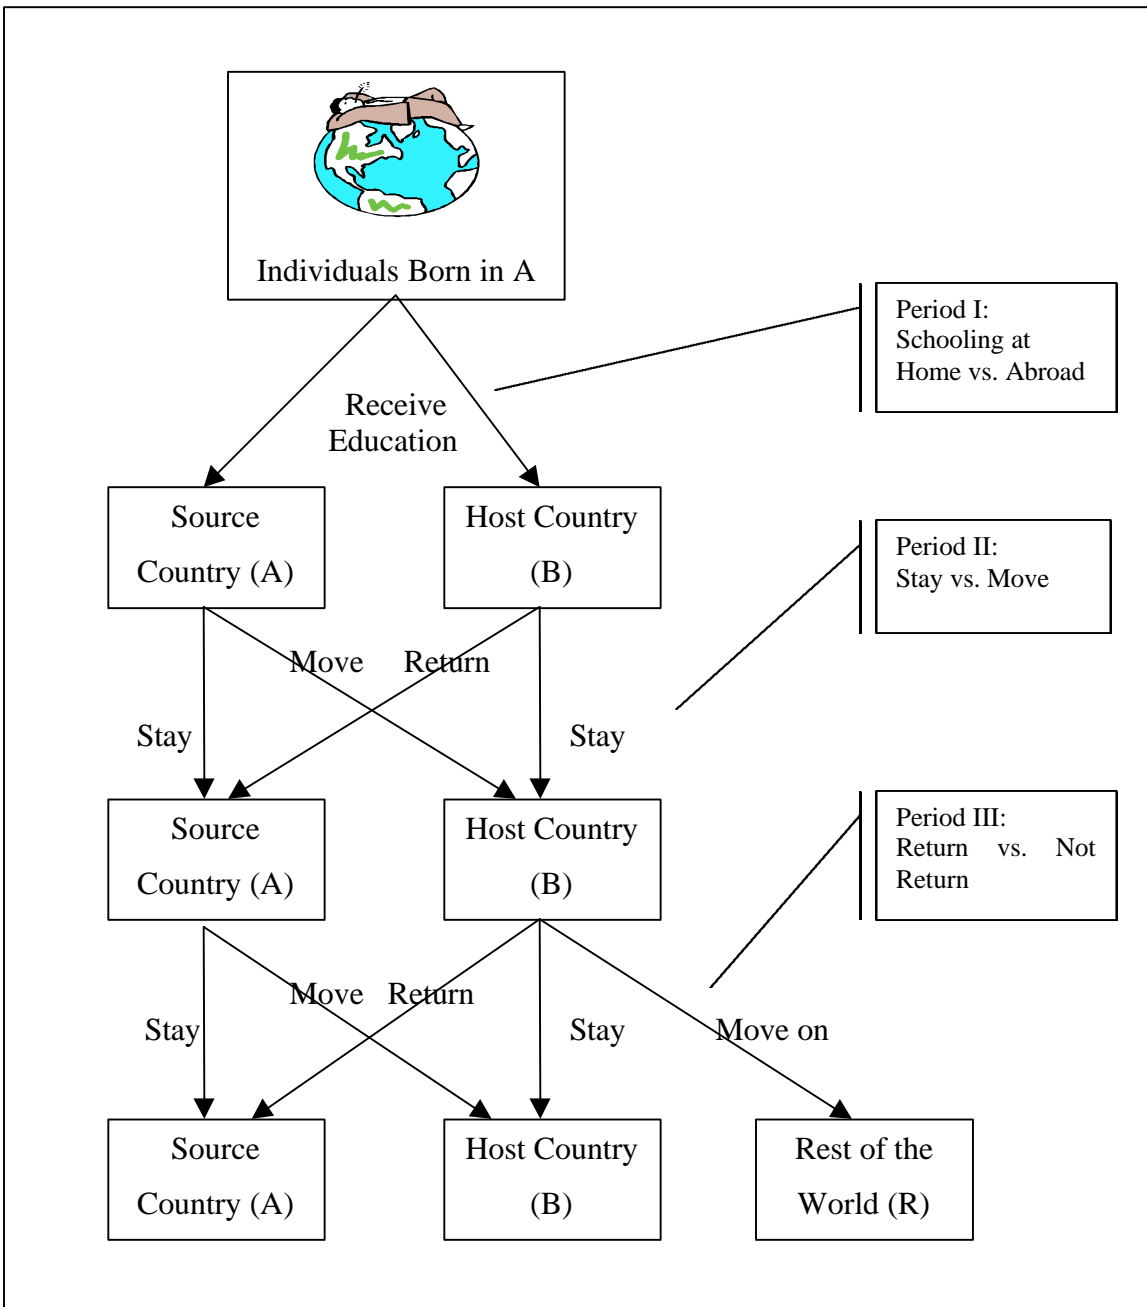 Individuals Born in A
Period I:
Schooling at
Home vs. Abroad
Receive
Education
Source
Country (A)
Host Country
(B)
Period II:
Stay vs. Move
Move
Return
Stay
Stay
Source
Country (A)
Host Country
(B)
Period III:
Return vs. Not
Return
Move
Return
Stay
Stay
Move on
Source
Country (A)
Host Country
(B)
Rest of the
World (R)